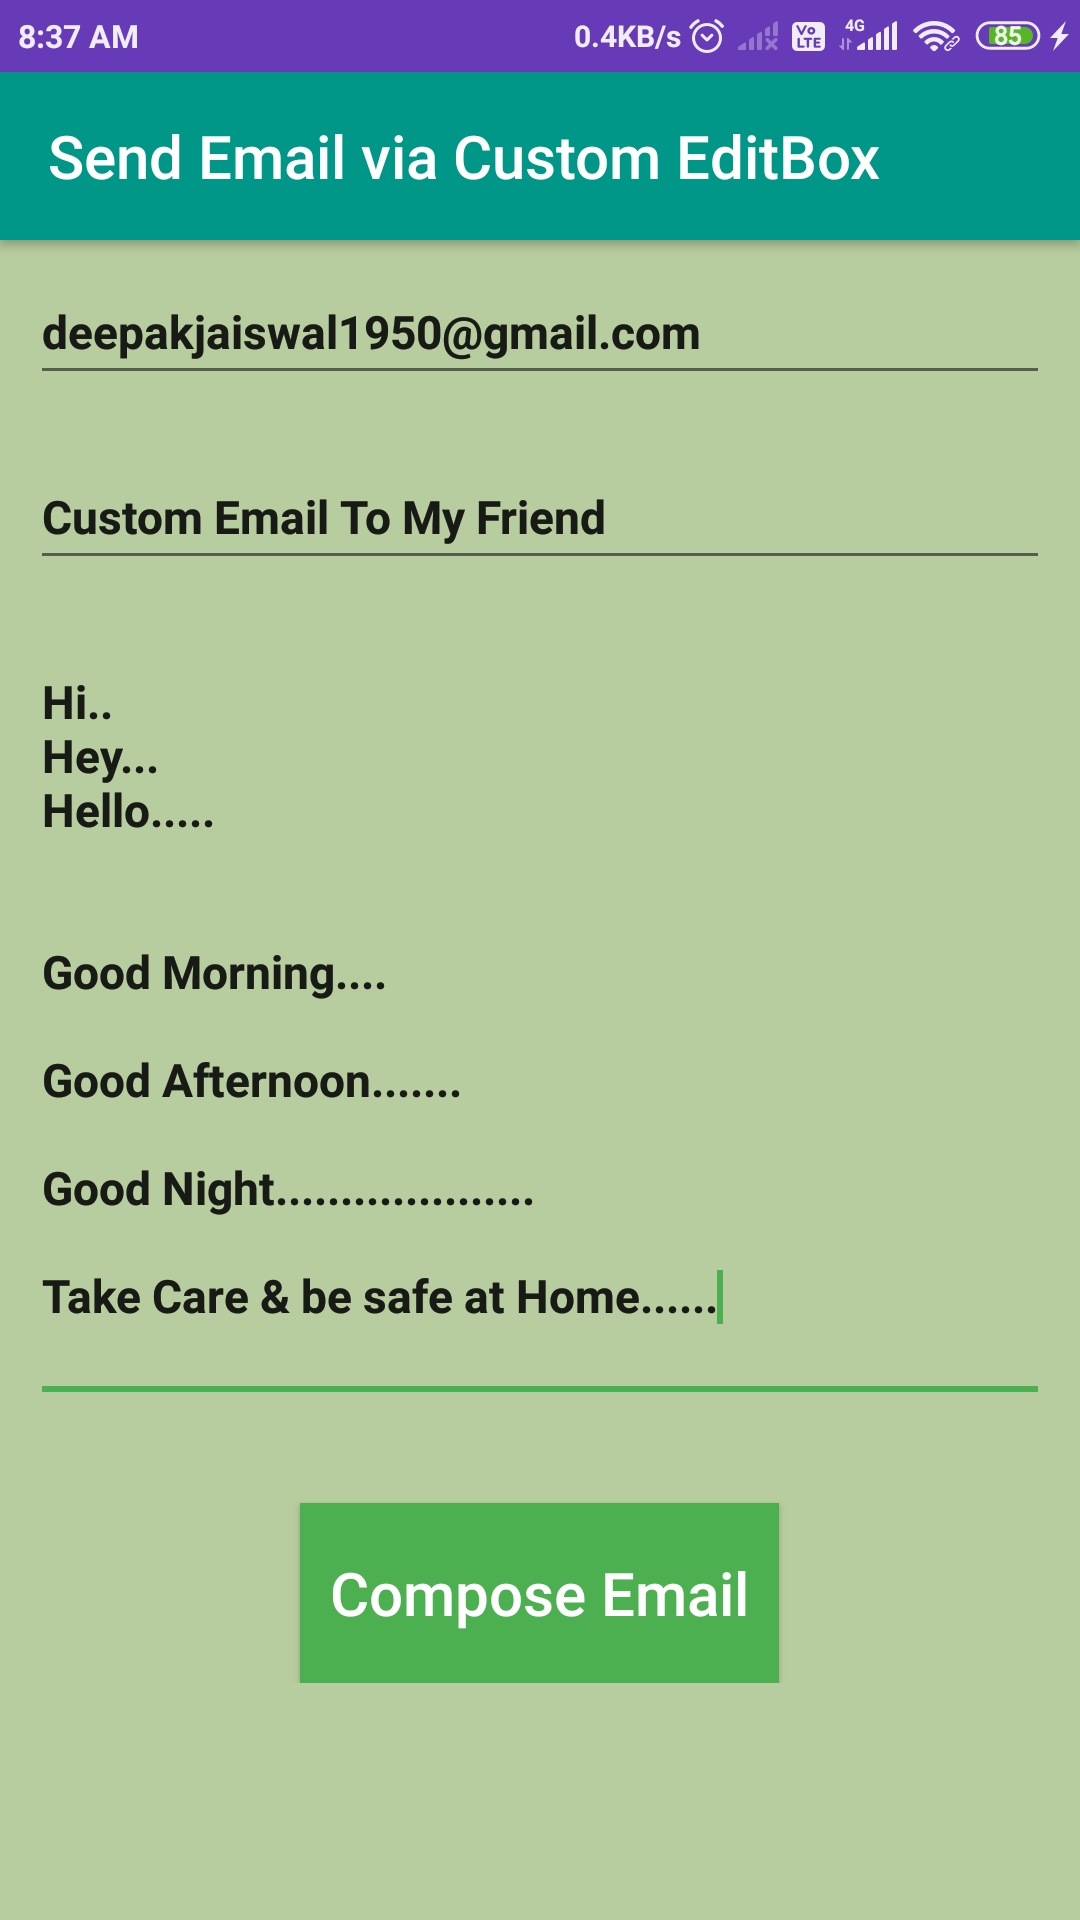 8:37 AM 0.4KB/s Vo LTE 4G 85
Send Email via Custom EditBox
deepakjaiswal1950@gmail.com
Custom Email To My Friend
Hi..
Hey...
Hello.....
Good Morning....
Good Afternoon.......
Good Night....................
Take Care & be safe at Home......
Compose Email